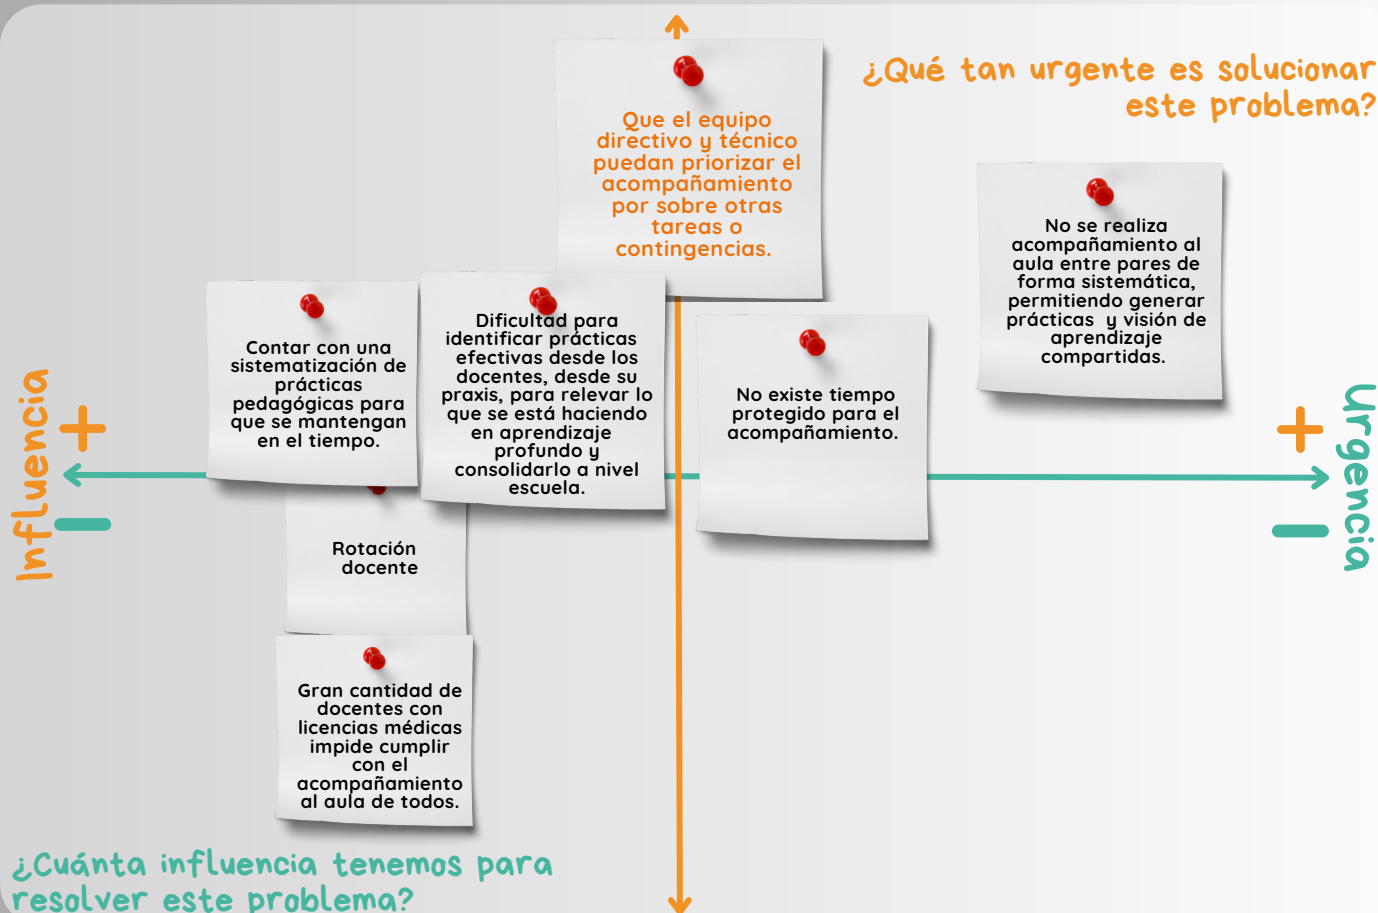 ¿Qué tan urgente es solucionar
este problema?
Que el equipo
directivo y técnico
puedan priorizar el
acompañamiento
por sobre otras
tareas o
contingencias.
No se realiza
acompañamiento al
aula entre pares de
forma sistemática,
permitiendo generar
prácticas y visión de
aprendizaje
compartidas.
Contar con una
sistematización de
prácticas
pedagógicas para
que se mantengan
en el tiempo.
Dificultad para
identificar prácticas
efectivas desde los
docentes, desde su
praxis, para relevar lo
que se está haciendo
en aprendizaje
profundo y
consolidarlo a nivel
escuela.
No existe tiempo
protegido para el
acompañamiento.
Influencia
Urgencia
Rotación
docente
Gran cantidad de
docentes con
licencias médicas
impide cumplir
con el
acompañamiento
al aula de todos.
¿Cuánta influencia tenemos para
resolver este problema?